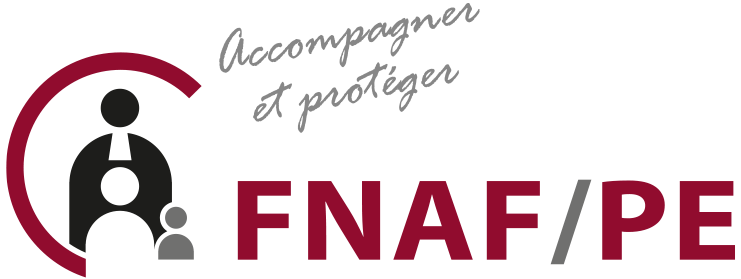 Accompagner
et protéger
FNAF/PE